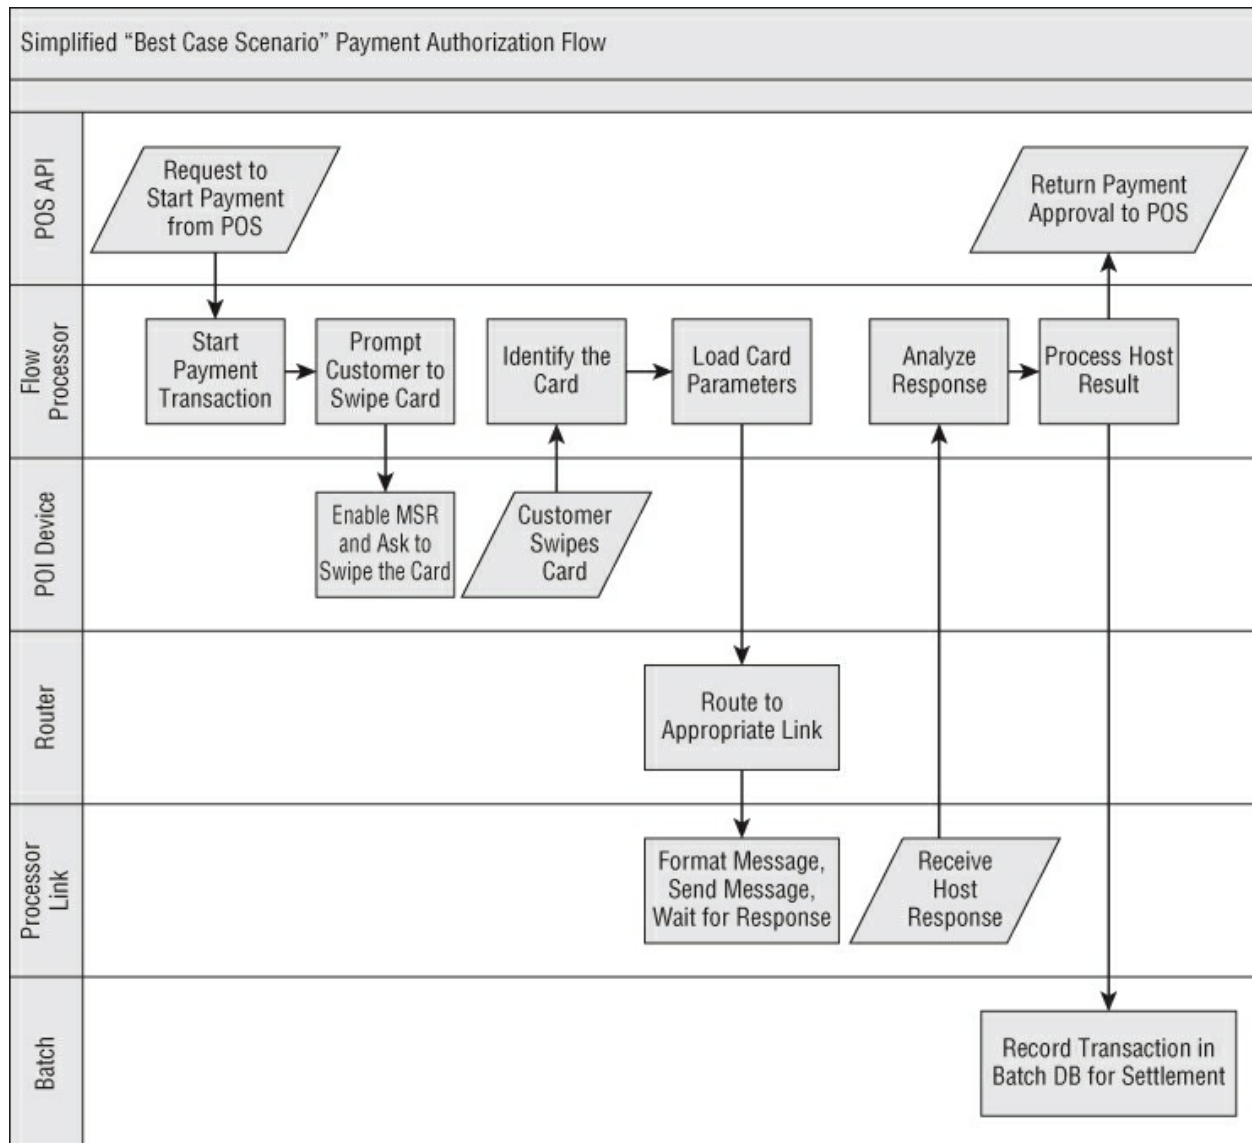 Simplified “Best Case Scenario” Payment Authorization Flow
POS API
Request to
Start Payment
from POS
Return Payment
Approval to POS
Flow
Processor
Start
Payment
Transaction
Prompt
Customer to
Swipe Card
Identify the
Card
Load Card
Parameters
Analyze
Response
Process Host
Result
POI Device
Enable MSR
and Ask to
Swipe the Card
Customer
Swipes
Card
Router
Route to
Appropriate Link
Processor
Link
Format Message,
Send Message,
Wait for Response
Receive
Host
Response
Batch
Record Transaction in
Batch DB for Settlement